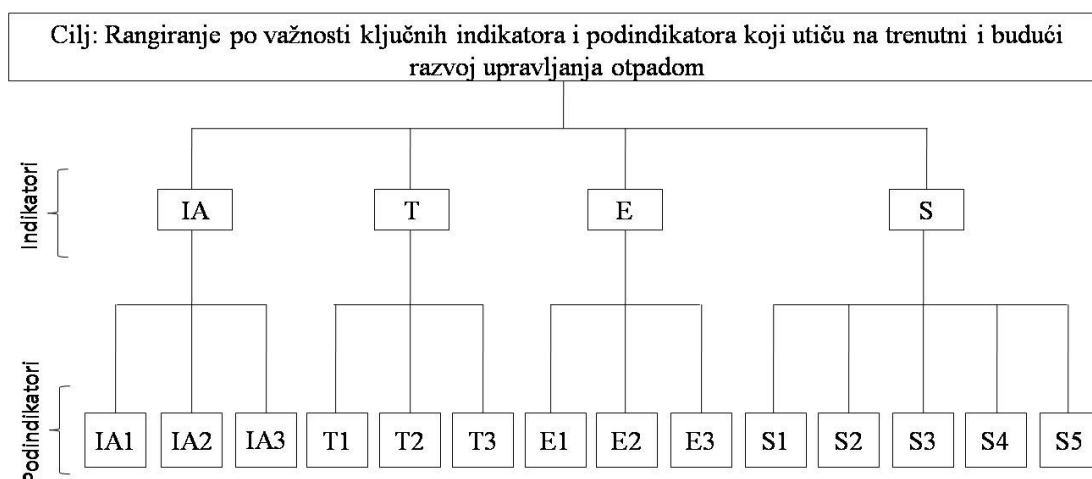 Cilj: Rangiranje po važnosti ključnih indikatora i podindikatora koji utiču na trenutni i budući
razvoj upravljanja otpadom
Indikatori
IA
T
E
S
Podindikatori
IA1
IA2
IA3
T1
T2
T3
E1
E2
E3
S1
S2
S3
S4
S5